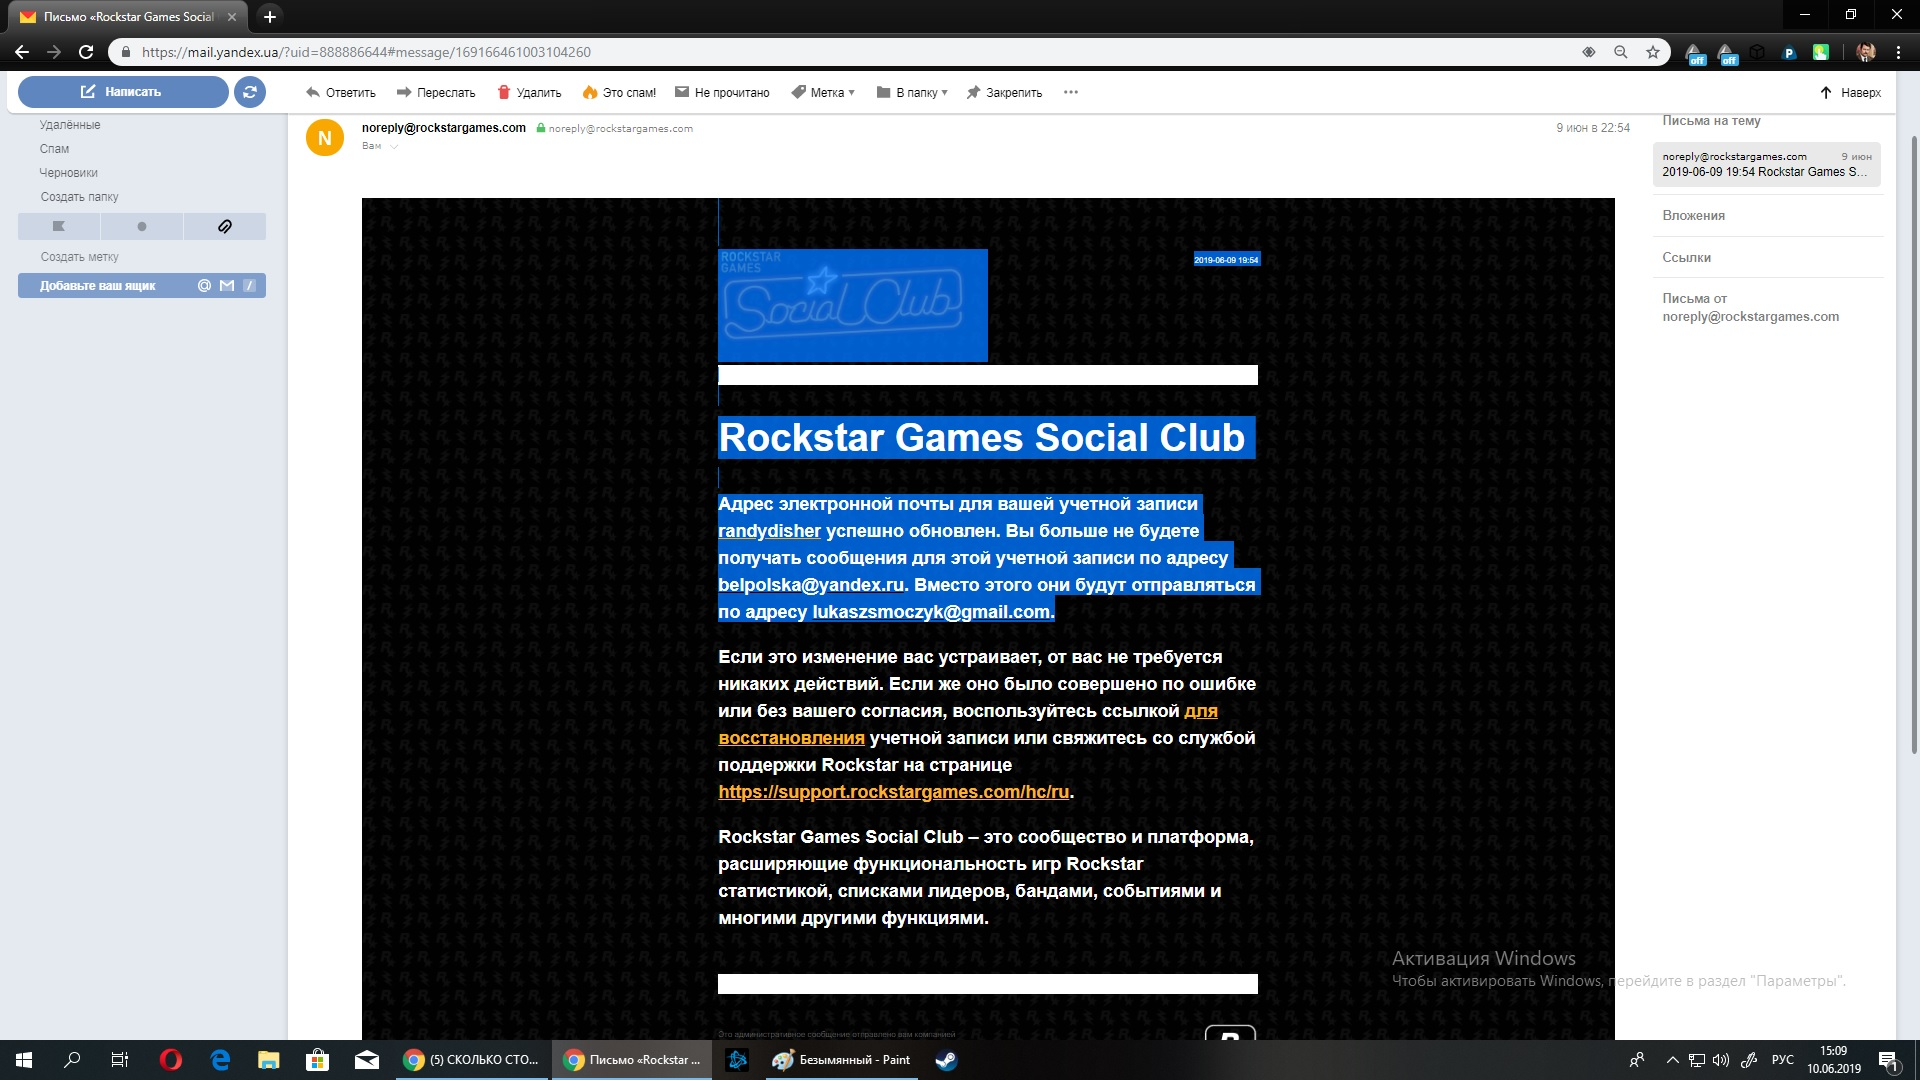 Письмо «Rockstar Games Social
https://mail.yandex.ua/?uid=888886644#message/169166461003104260
off
off
Написать
Ответить
Переслать
Удалить
Это спам!
Не прочитано
Метка
В папку
Закрепить
Наверх
Удалённые
Спам
Черновики
Создать папку
Создать метку
Добавьте ваш ящик
N
noreply@rockstargames.com noreply@rockstargames.com
Вам
9 июн в 22:54
Письма на тему
noreply@rockstargames.com 9 июн
2019-06-09 19:54 Rockstar Games S...
Вложения
Ссылки
Письма от
noreply@rockstargames.com
ROCKSTAR
GAMES
Social Club
2019-06-09 19:54
Rockstar Games Social Club
Адрес электронной почты для вашей учетной записи
randydisher успешно обновлен. Вы больше не будете
получать сообщения для этой учетной записи по адресу
belpolska@yandex.ru. Вместо этого они будут отправляться
по адресу lukaszsmoczyk@gmail.com.
Если это изменение вас устраивает, от вас не требуется
никаких действий. Если же оно было совершено по ошибке
или без вашего согласия, воспользуйтесь ссылкой для
восстановления учетной записи или свяжитесь со службой
поддержки Rockstar на странице
https://support.rockstargames.com/hc/ru.
Rockstar Games Social Club – это сообщество и платформа,
расширяющие функциональность игр Rockstar
статистикой, списками лидеров, бандами, событиями и
многими другими функциями.
Это административное сообщение отправлено вам компанией
Активация Windows
Чтобы активировать Windows, перейдите в раздел "Параметры".
(5) СКОЛЬКО СТО...
Письмо «Rockstar ...
Безымянный - Paint
РУС
15:09
10.06.2019
1